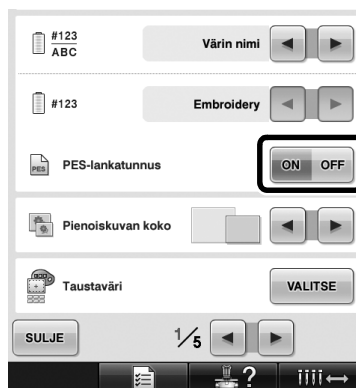 #123
ABC
Värin nimi
#123
Embroidery
PES
PES-lankatunnus
ON OFF
Pienoiskuvan koko
Taustaväri
VALITSE
SULJE
1/5
?